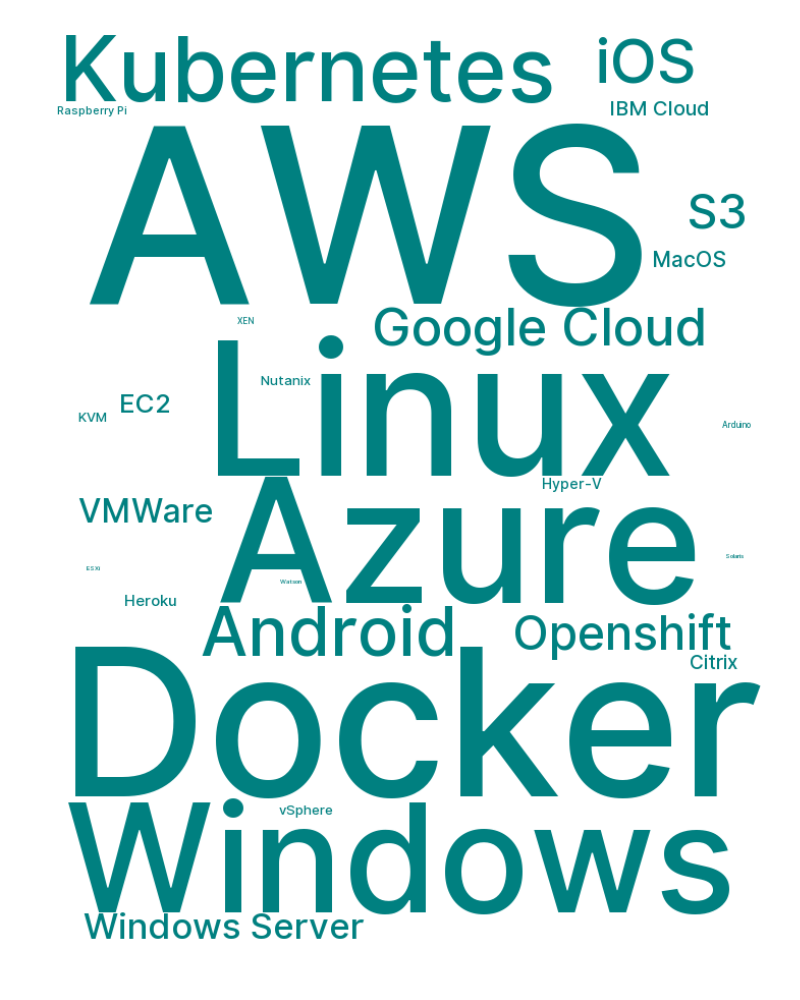 Kubernetes iOS
Raspberry Pi IBM Cloud
AWS
S3
MacOS
XEN Google Cloud
Linux
Nutanix
EC2
KVM Arduino
Hyper-V
VMWare
Azure
Solaris
ESXi
Watson
Heroku
Android Openshift
Citrix
Docker
Windows
vSphere
Windows Server